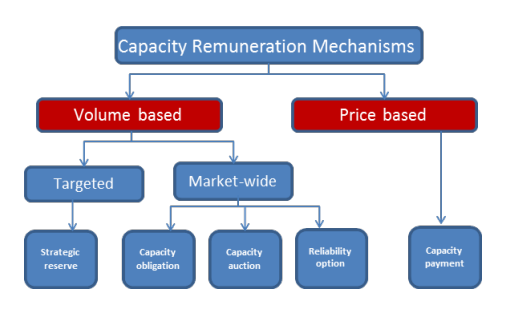 Capacity Remuneration Mechanisms
Volume based
Price based
Targeted
Market-wide
Strategic
reserve
Capacity
obligation
Capacity
auction
Reliability
option
Capacity
payment